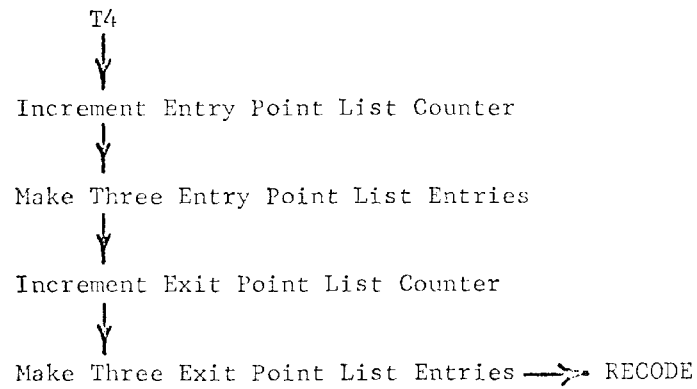 T4
Increment Entry Point List Counter
Make Three Entry Point List Entries
Increment Exit Point List Counter
Make Three Exit Point List Entries RECODE